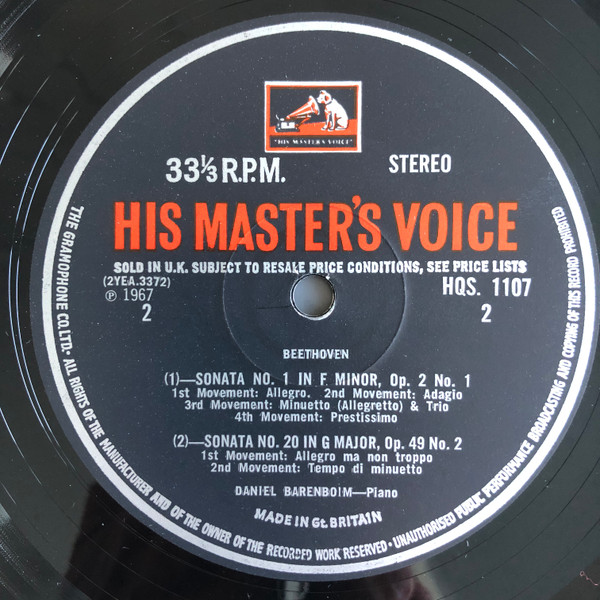 "HIS MASTER'S VOICE"
33⅓ R.P.M.
STEREO
HIS MASTER'S VOICE
SOLD IN U.K. SUBJECT TO RESALE PRICE CONDITIONS, SEE PRICE LISTS
(2YEA.3372)
HQS. 1107
℗ 1967
2
2
BEETHOVEN
(1)—SONATA NO. 1 IN F MINOR, Op. 2 No. 1
1st Movement: Allegro. 2nd Movement: Adagio
3rd Movement: Minuetto (Allegretto) & Trio
4th Movement: Prestissimo
(2)—SONATA NO. 20 IN G MAJOR, Op. 49 No. 2
1st Movement: Allegro ma non troppo
2nd Movement: Tempo di minuetto
DANIEL BARENBOIM—Piano
MADE IN GT. BRITAIN
THE GRAMOPHONE CO. LTD. • ALL RIGHTS OF THE MANUFACTURER AND OF THE OWNER OF THE RECORDED WORK RESERVED • UNAUTHORISED PUBLIC PERFORMANCE BROADCASTING AND COPYING OF THIS RECORD PROHIBITED